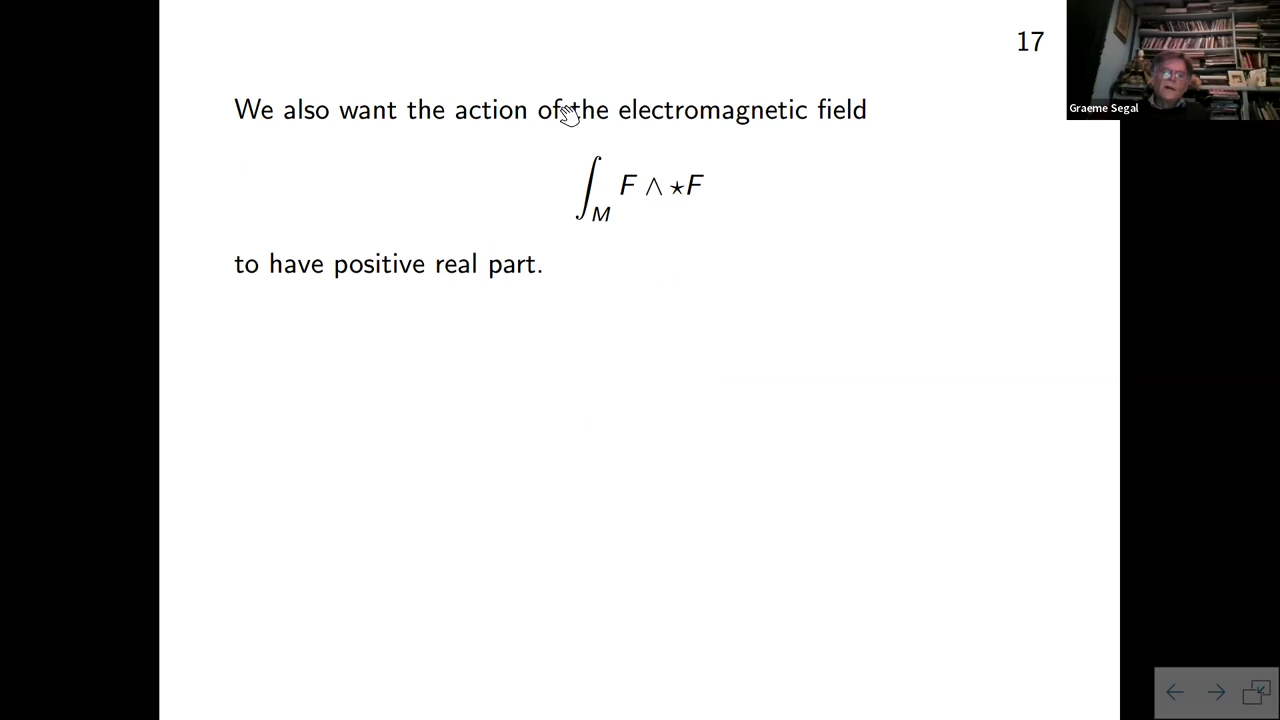 17
Graeme Segal
We also want the action of the electromagnetic field
∫_M F ∧ ⋆F
to have positive real part.